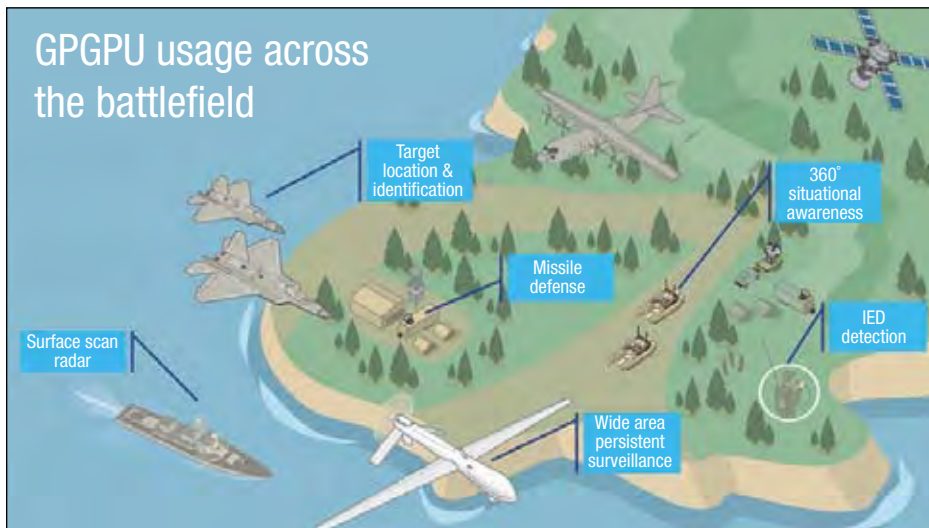 GPGPU usage across
the battlefield
Target
location &
identification
360°
situational
awareness
Missile
defense
IED
detection
Surface scan
radar
Wide area
persistent
surveillance